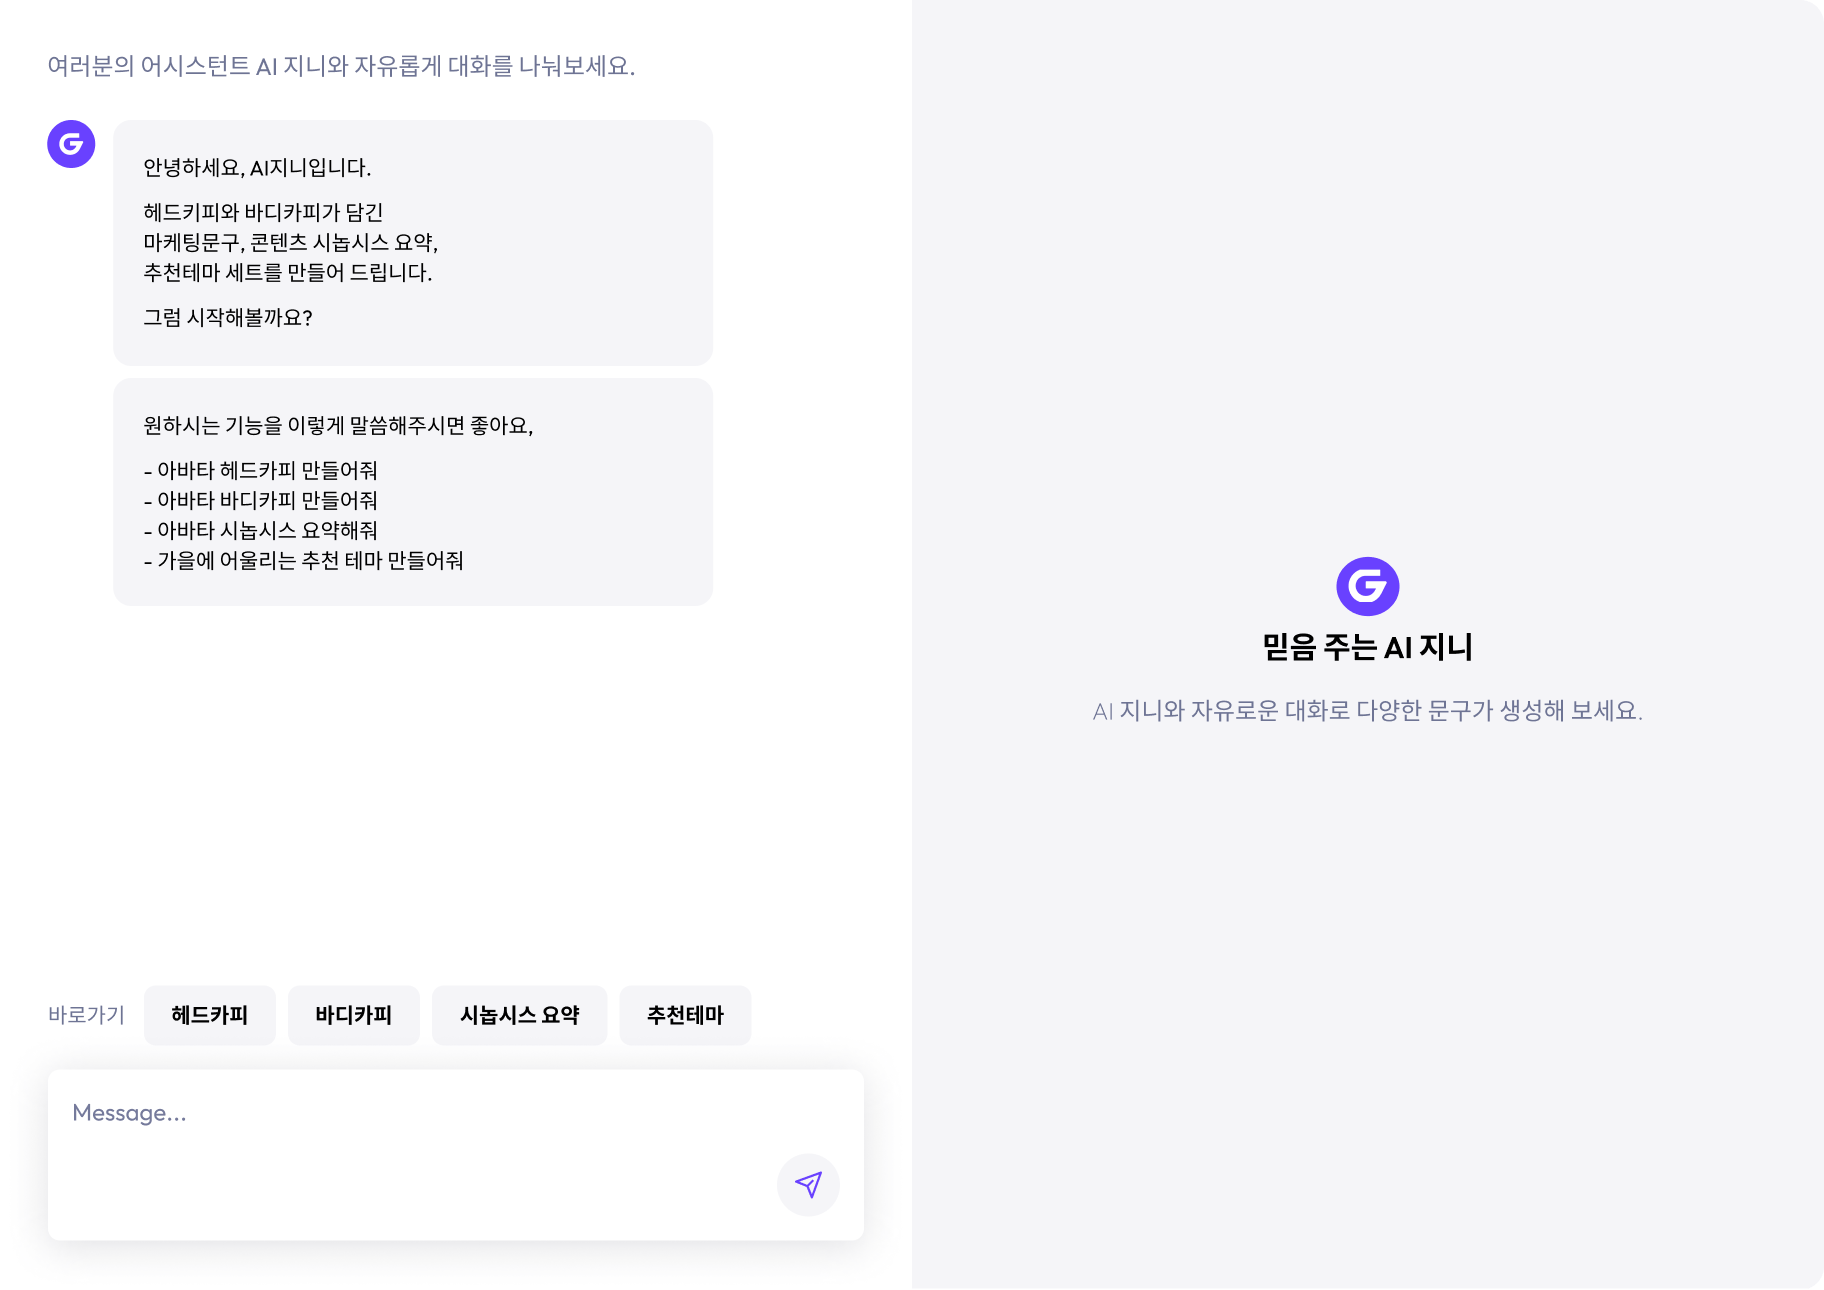 여러분의 어시스턴트 AI 지니와 자유롭게 대화를 나눠보세요.
안녕하세요, AI지니입니다.
헤드키피와 바디카피가 담긴
마케팅문구, 콘텐츠 시놉시스 요약,
추천테마 세트를 만들어 드립니다.
그럼 시작해볼까요?
원하시는 기능을 이렇게 말씀해주시면 좋아요,
- 아바타 헤드카피 만들어줘
- 아바타 바디카피 만들어줘
- 아바타 시놉시스 요약해줘
- 가을에 어울리는 추천 테마 만들어줘
바로가기 헤드카피 바디카피 시놉시스 요약 추천테마
Message...
믿음 주는 AI 지니
AI 지니와 자유로운 대화로 다양한 문구가 생성해 보세요.